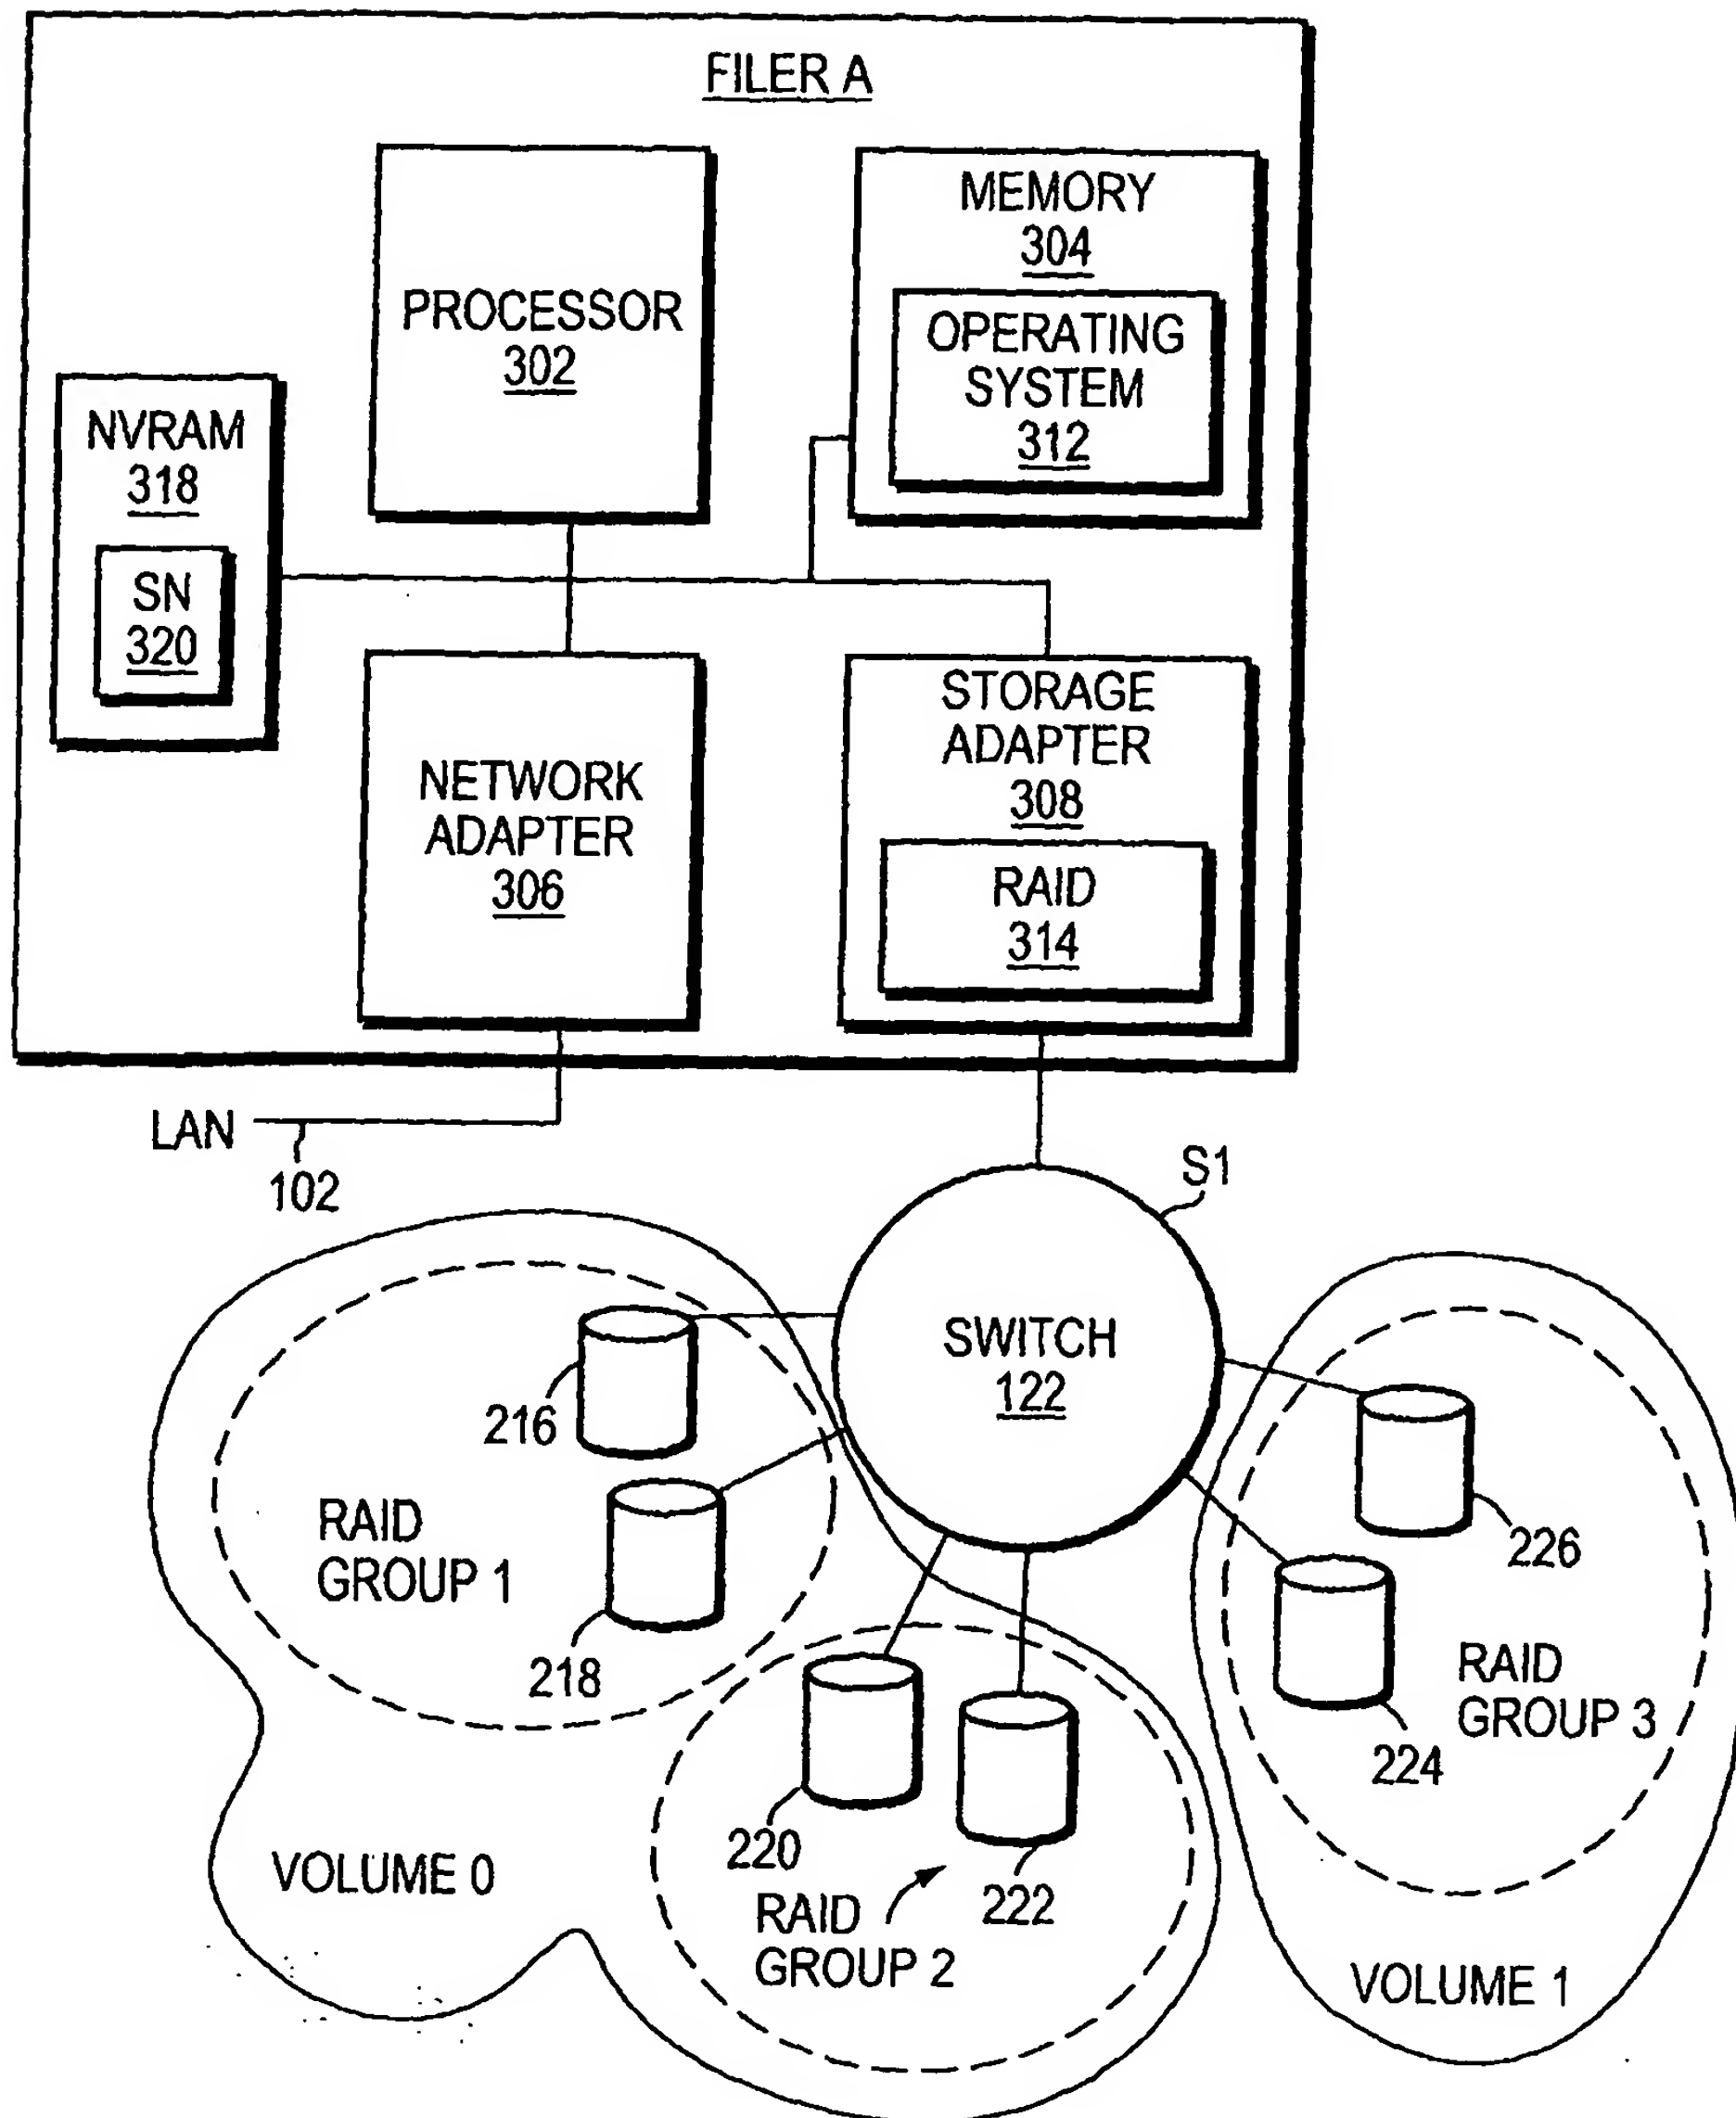 FILER A
PROCESSOR
302
MEMORY
304
OPERATING
SYSTEM
312
NVRAM
318
SN
320
NETWORK
ADAPTER
306
STORAGE
ADAPTER
308
RAID
314
LAN
102
S1
SWITCH
122
216
218
RAID
GROUP 1
226
224
RAID
GROUP 3
220
222
RAID
GROUP 2
VOLUME 0
VOLUME 1